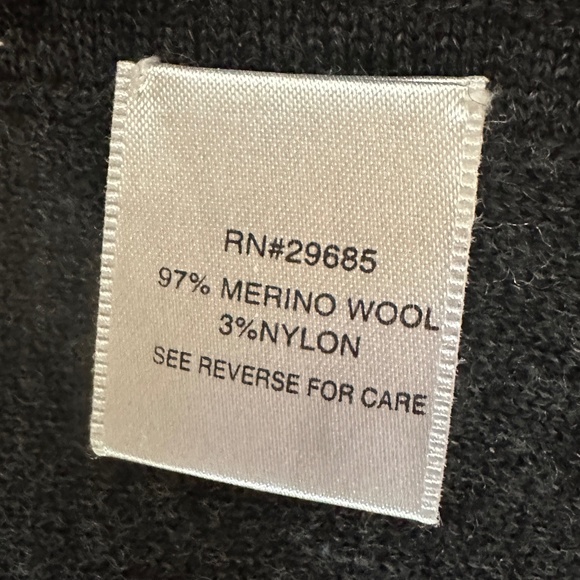 RN#29685
97% MERINO WOOL
3%NYLON
SEE REVERSE FOR CARE